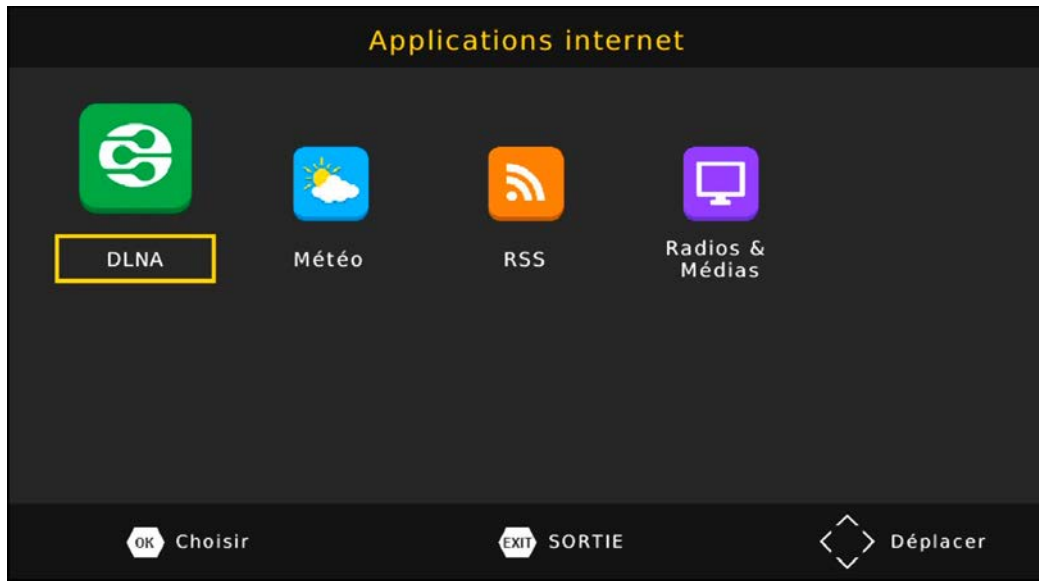 Applications internet
DLNA
Météo
RSS
Radios &
Médias
OK Choisir
EXIT SORTIE
Déplacer